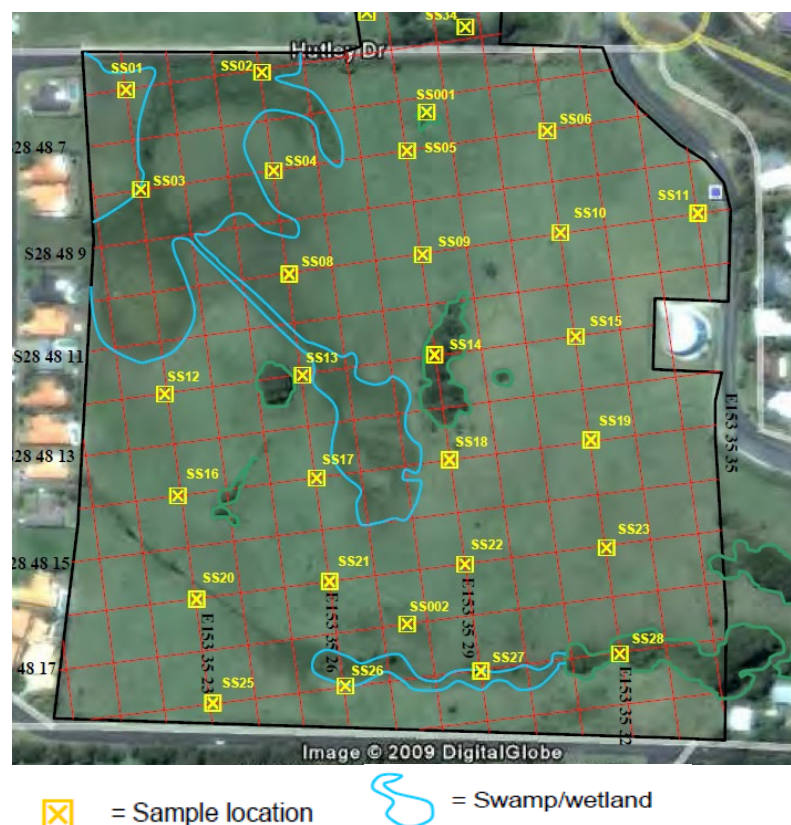 SS34
Hutley Dr
SS01
SS02
SS001
SS06
28 48 7
SS05
SS04
SS03
SS11
SS10
S28 48 9
SS09
SS08
SS15
S28 48 11
SS14
SS13
SS12
E153 35 35
SS19
28 48 13
SS18
SS17
SS16
SS23
28 48 15
SS22
SS21
SS20
E153 35 23
E153 35 26
E153 35 29
E153 35 32
SS002
48 17
SS28
SS27
SS26
SS25
Image © 2009 DigitalGlobe
= Sample location
= Swamp/wetland